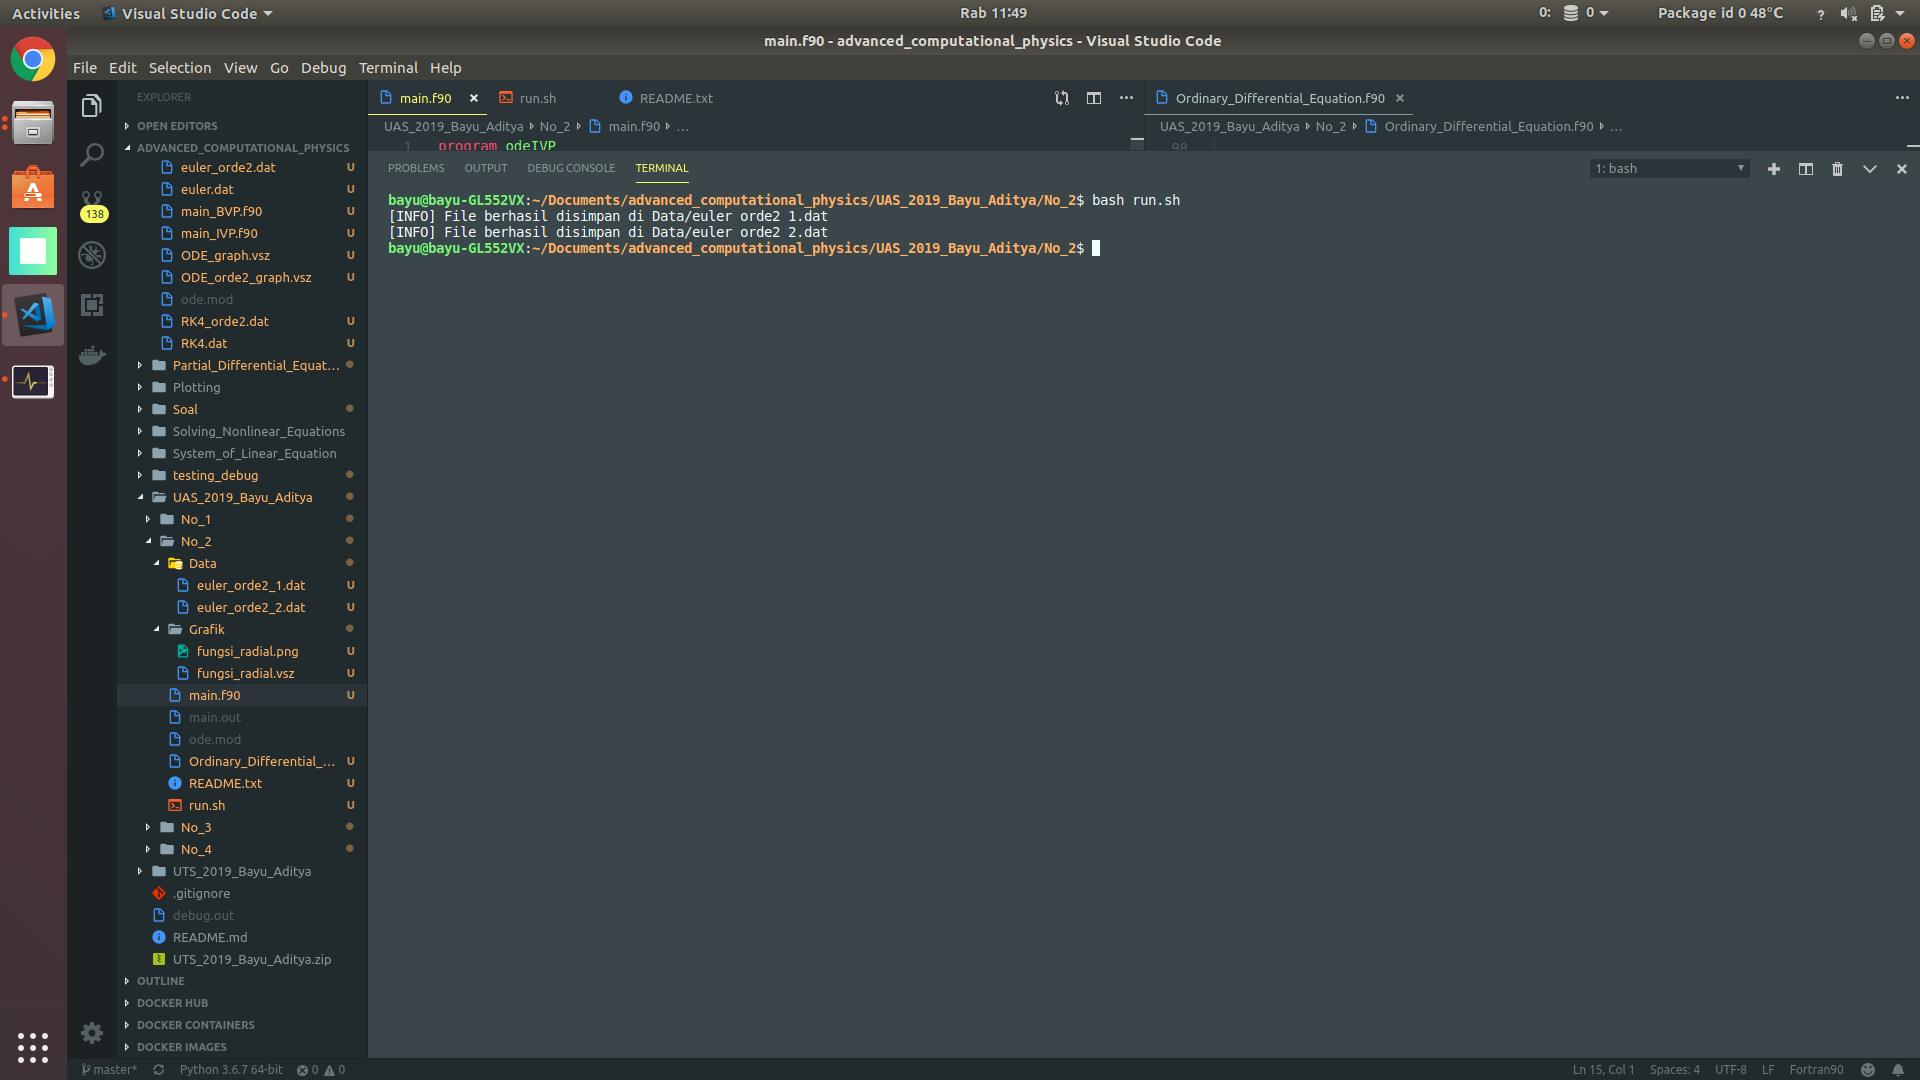 Activities
Visual Studio Code
Rab 11:49
0:
0
Package id 0 48°C
?
main.f90 - advanced_computational_physics - Visual Studio Code
File Edit Selection View Go Debug Terminal Help
EXPLORER
OPEN EDITORS
ADVANCED_COMPUTATIONAL_PHYSICS
euler_orde2.dat U
euler.dat U
main_BVP.f90 U
main_IVP.f90 U
ODE_graph.vsz U
ODE_orde2_graph.vsz U
ode.mod
RK4_orde2.dat U
RK4.dat U
Partial_Differential_Equat...
Plotting
Soal
Solving_Nonlinear_Equations
System_of_Linear_Equation
testing_debug
UAS_2019_Bayu_Aditya
No_1
No_2
Data
euler_orde2_1.dat U
euler_orde2_2.dat U
Grafik
fungsi_radial.png U
fungsi_radial.vsz U
main.f90 U
main.out
ode.mod
Ordinary_Differential_... U
README.txt U
run.sh U
No_3
No_4
UTS_2019_Bayu_Aditya
.gitignore
debug.out
README.md
UTS_2019_Bayu_Aditya.zip
OUTLINE
DOCKER HUB
DOCKER CONTAINERS
DOCKER IMAGES
138
main.f90
run.sh
README.txt
UAS_2019_Bayu_Aditya No_2 main.f90 ...
1 program odeIVP
Ordinary_Differential_Equation.f90
UAS_2019_Bayu_Aditya No_2 Ordinary_Differential_Equation.f90 ...
98
PROBLEMS OUTPUT DEBUG CONSOLE TERMINAL
1: bash
bayu@bayu-GL552VX:~/Documents/advanced_computational_physics/UAS_2019_Bayu_Aditya/No_2$ bash run.sh
[INFO] File berhasil disimpan di Data/euler orde2 1.dat
[INFO] File berhasil disimpan di Data/euler orde2 2.dat
bayu@bayu-GL552VX:~/Documents/advanced_computational_physics/UAS_2019_Bayu_Aditya/No_2$
master*
Python 3.6.7 64-bit
0 0
Ln 15, Col 1
Spaces: 4
UTF-8
LF
Fortran90